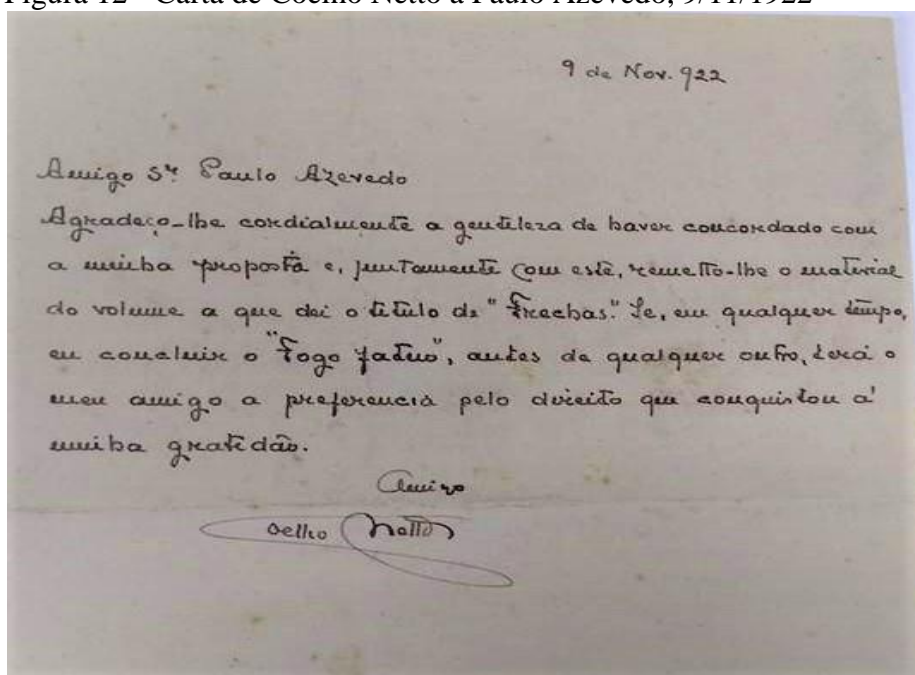 Figura 12 - Carta de Coelho Netto a Paulo Azevedo, 9/11/1922
9 de Nov. 922
Amigo Sr. Paulo Azevedo
Agradeço-lhe cordialmente a gentileza de haver concordado com
a minha proposta e, juntamente com este, remetto-lhe o material
do volume a que dei o titulo de "Frechas". Se, em qualquer tempo,
eu concluir o "Fogo fatuo", antes de qualquer outro, terá o
meu amigo a preferencia pelo direito que conquistou á
minha gratidão.
Amigo
Coelho Netto